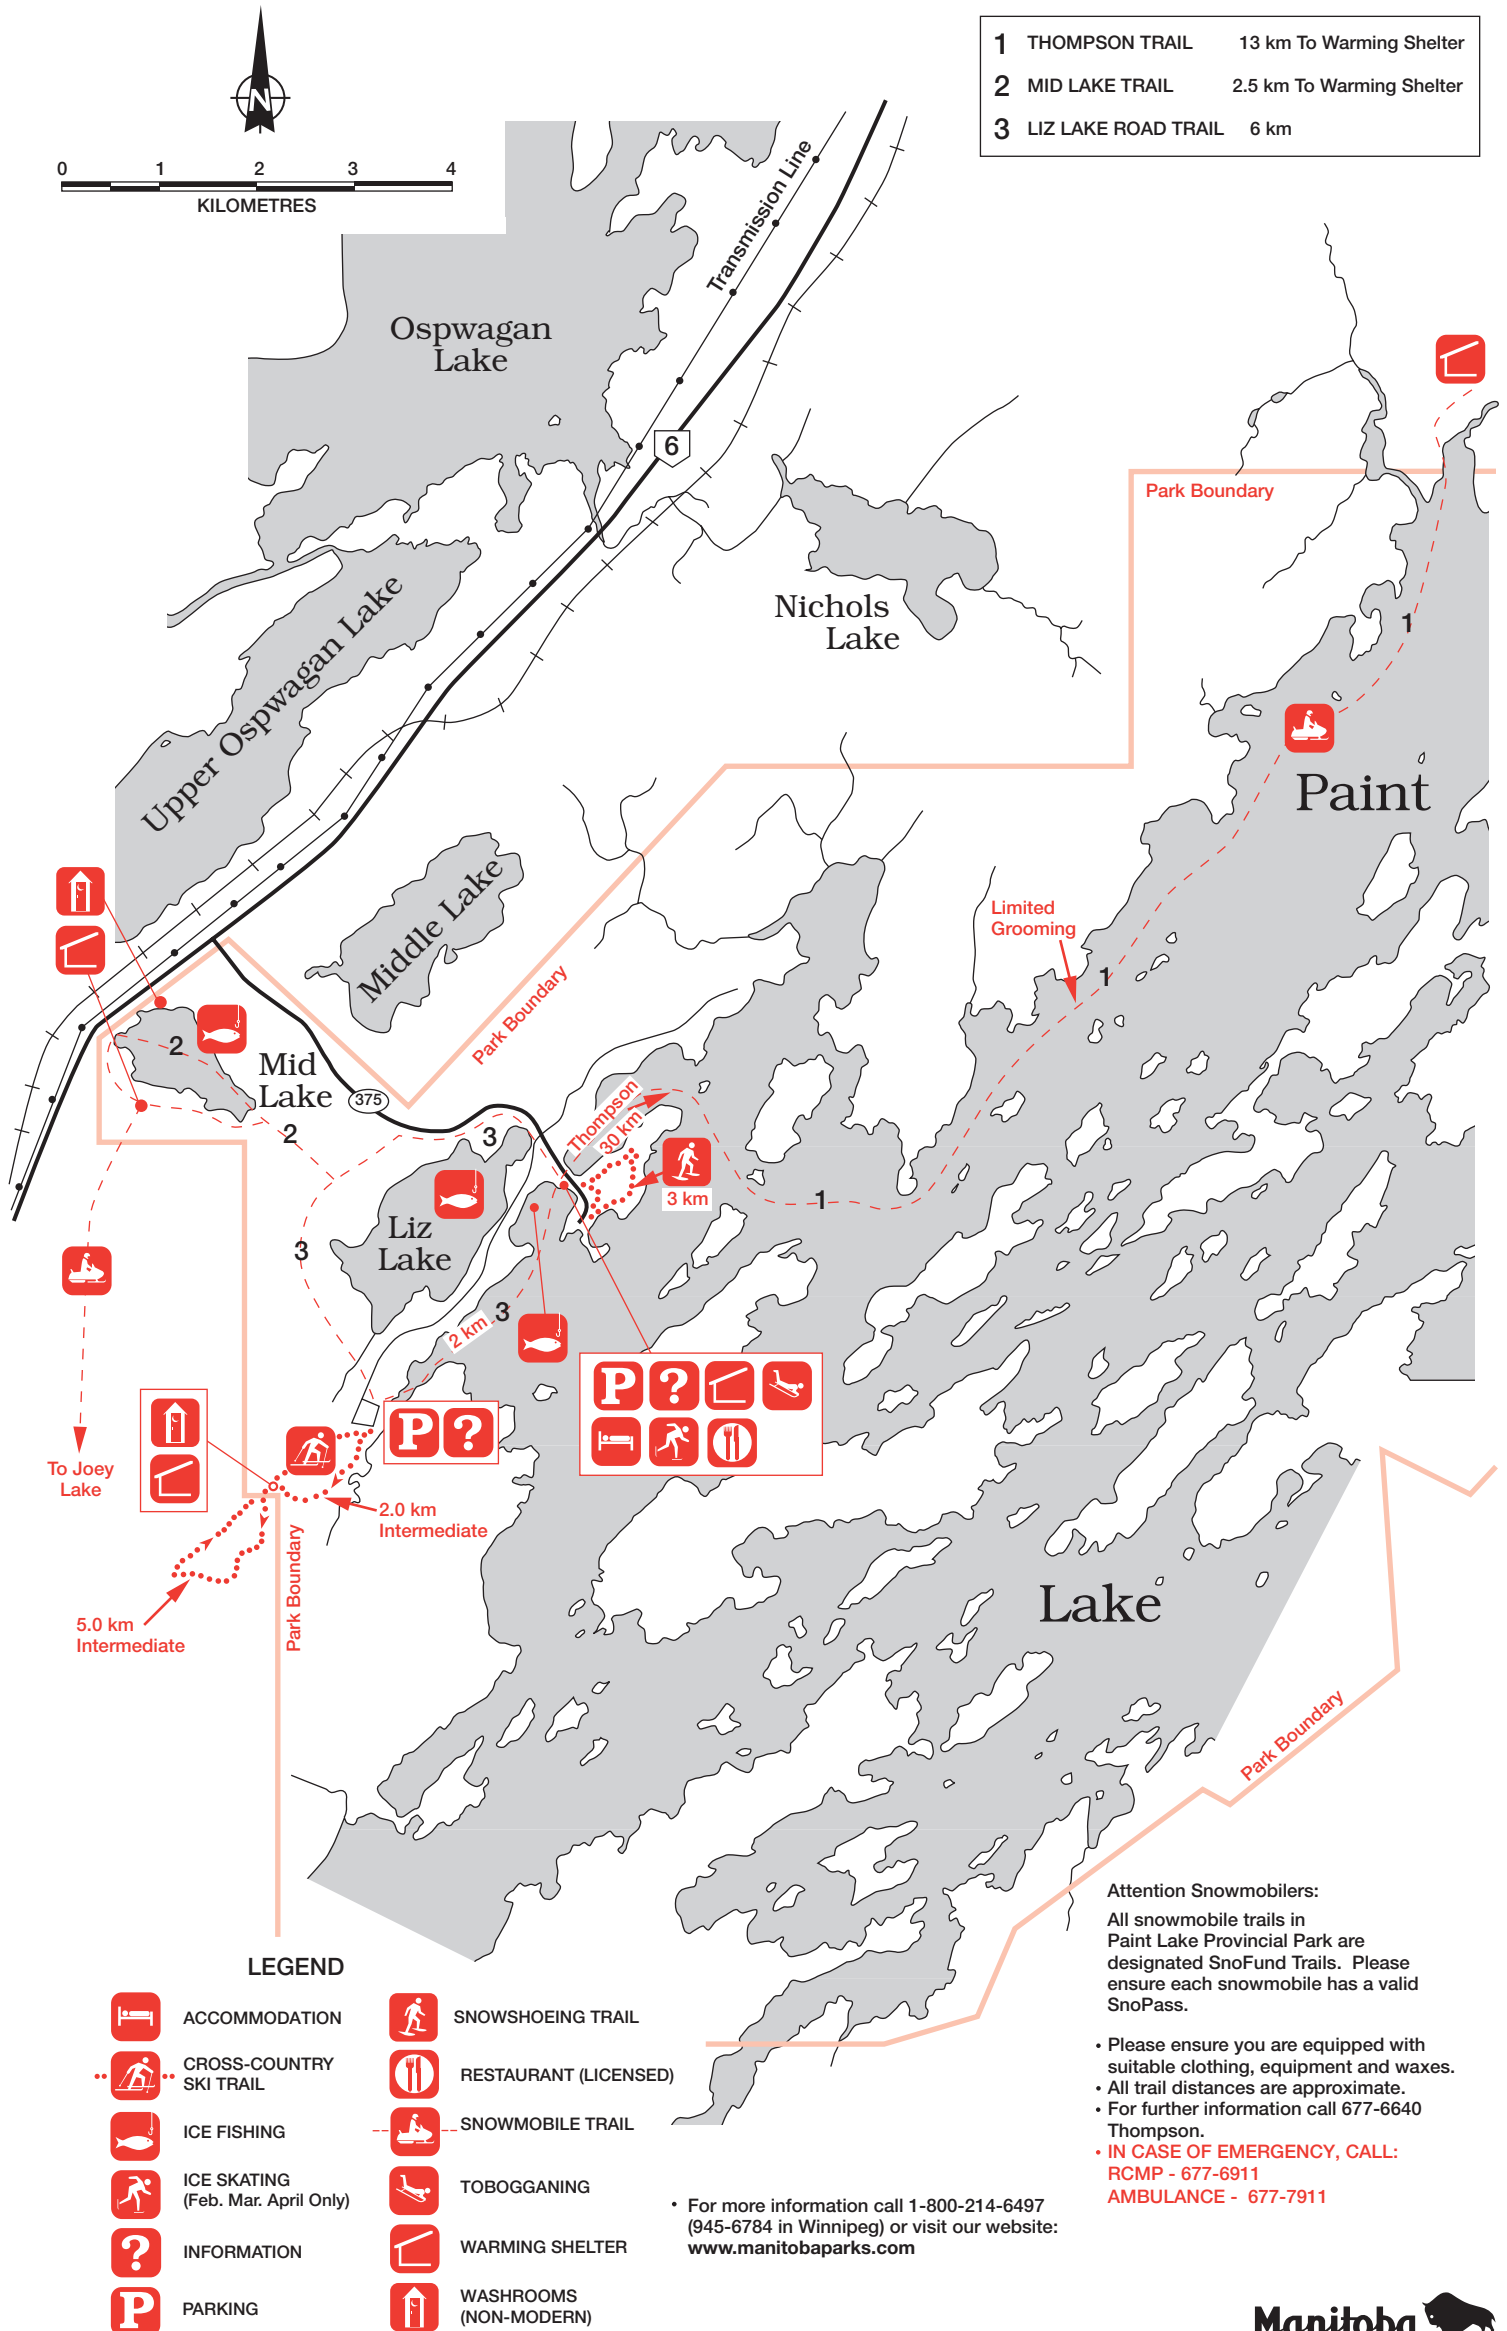 N
0 1 2 3 4
KILOMETRES
1 THOMPSON TRAIL 13 km To Warming Shelter
2 MID LAKE TRAIL 2.5 km To Warming Shelter
3 LIZ LAKE ROAD TRAIL 6 km
Transmission Line
Ospwagan
Lake
6
Park Boundary
Nichols
Lake
1
Upper Ospwagan Lake
Paint
Middle Lake
Limited
Grooming
1
Park Boundary
2
Mid
Lake
375
2
3
Thompson
30 km
3 km
1
Liz
Lake
3
3
2 km
P ?
P ?
To Joey
Lake
2.0 km
Intermediate
Park Boundary
5.0 km
Intermediate
Lake
Park Boundary
Attention Snowmobilers:
All snowmobile trails in
Paint Lake Provincial Park are
designated SnoFund Trails. Please
ensure each snowmobile has a valid
SnoPass.
• Please ensure you are equipped with
suitable clothing, equipment and waxes.
• All trail distances are approximate.
• For further information call 677-6640
Thompson.
• IN CASE OF EMERGENCY, CALL:
RCMP - 677-6911
AMBULANCE - 677-7911
LEGEND
ACCOMMODATION
CROSS-COUNTRY
SKI TRAIL
ICE FISHING
ICE SKATING
(Feb. Mar. April Only)
? INFORMATION
P PARKING
SNOWSHOEING TRAIL
RESTAURANT (LICENSED)
SNOWMOBILE TRAIL
TOBOGGANING
WARMING SHELTER
WASHROOMS
(NON-MODERN)
• For more information call 1-800-214-6497
(945-6784 in Winnipeg) or visit our website:
www.manitobaparks.com
Manitoba